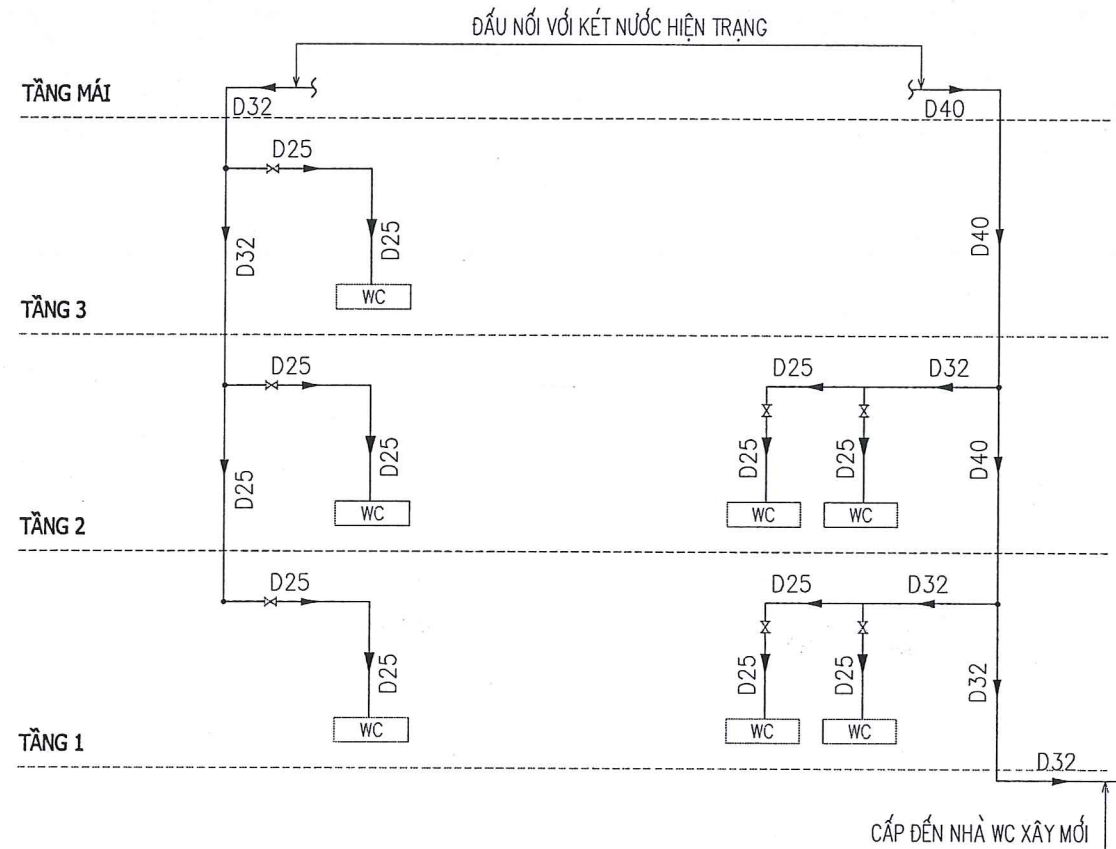 ĐẤU NỐI VỚI KÉT NƯỚC HIỆN TRẠNG
TẦNG MÁI
D32
D40
D25
D25
D32
D40
WC
TẦNG 3
D25
D25
D32
D25
D25
D25
D25
D40
WC
WC
WC
TẦNG 2
D25
D25
D32
D25
D25
D25
D32
WC
WC
WC
TẦNG 1
D32
CẤP ĐẾN NHÀ WC XÂY MỚI